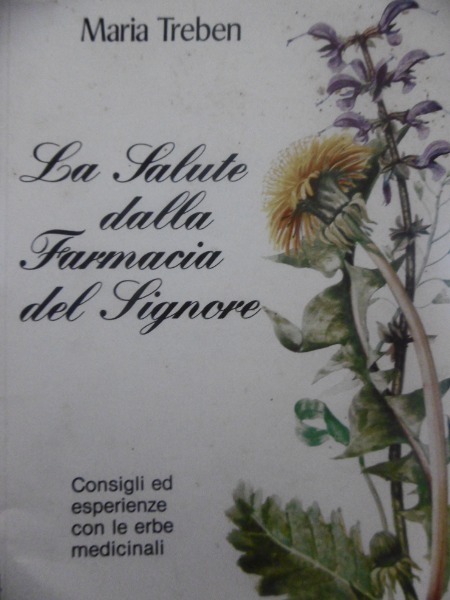 Maria Treben
La Salute
dalla
Farmacia
del Signore
Consigli ed
esperienze
con le erbe
medicinali